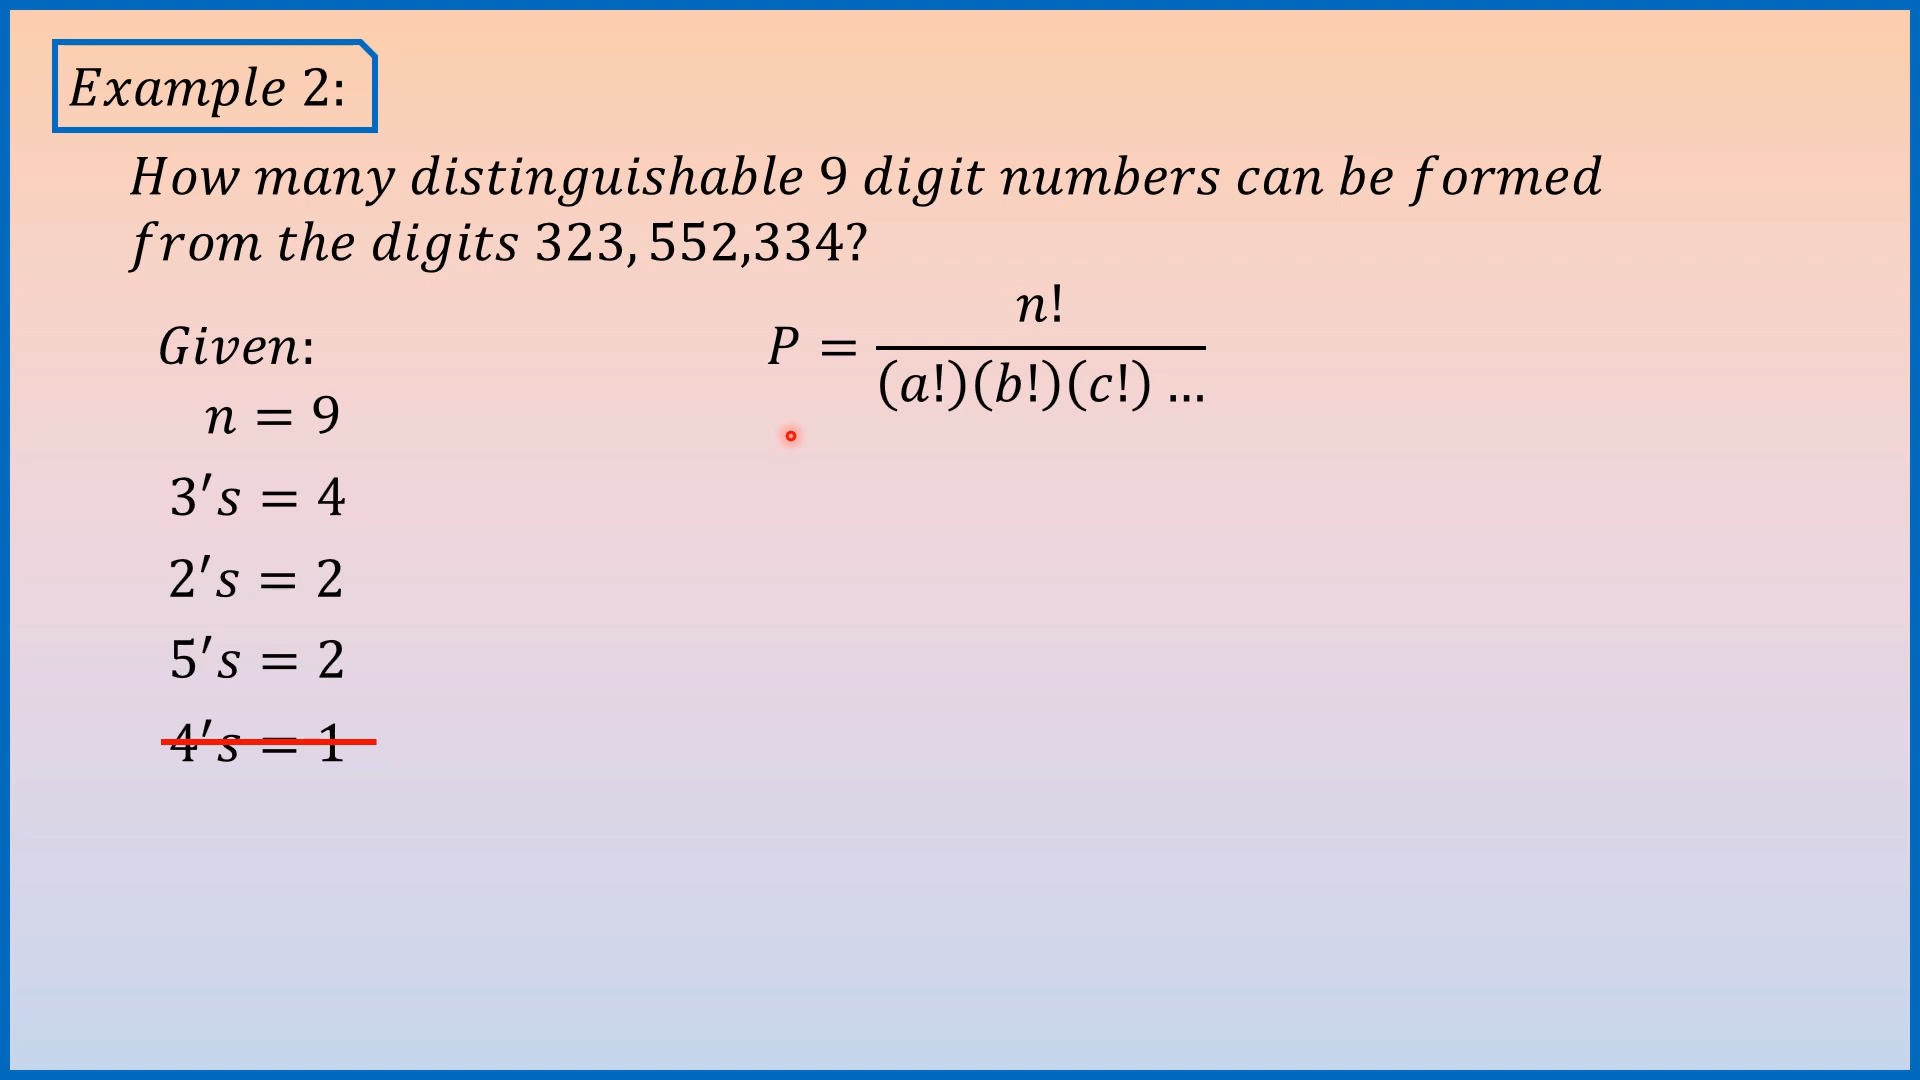 Example 2:
How many distinguishable 9 digit numbers can be formed
from the digits 323, 552,334?
Given:
n = 9
3's = 4
2's = 2
5's = 2
4's = 1
P = n! / (a!)(b!)(c!) ...